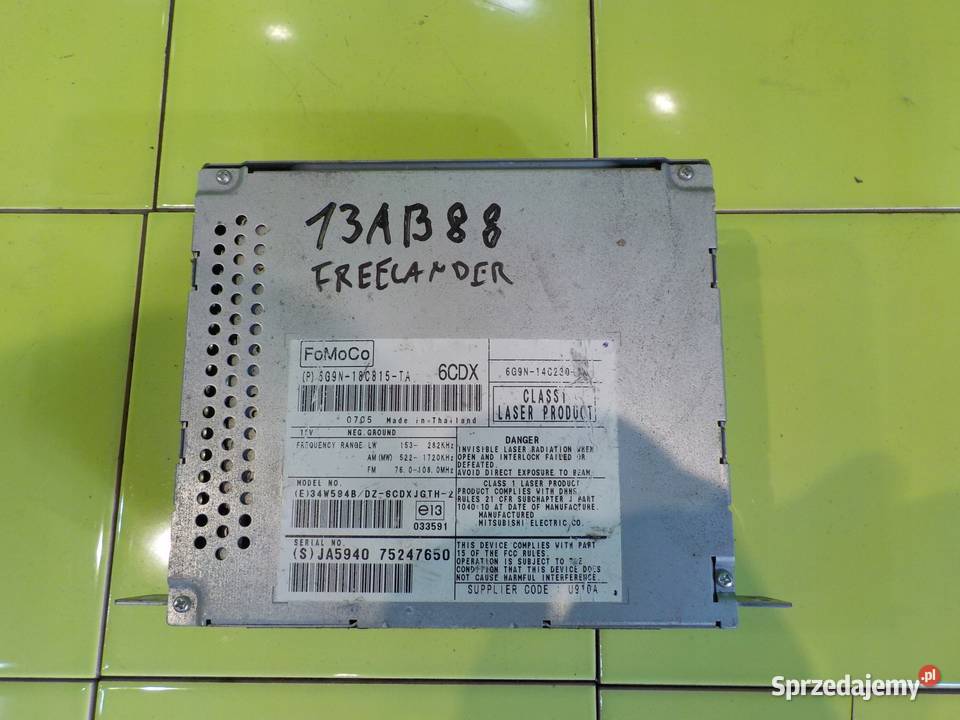 13AB88
FREELANDER
FoMoCo
(P) 6G9N-18C815-TA 6CDX
6G9N-14C230-
0705 Made in Thailand
CLASS1
LASER PRODUCT
NEG.GROUND
FREQUENCY RANGE LW 153- 282KHz
AM(MW) 522- 1720KHz
FM 76.0-108.0MHz
DANGER
INVISIBLE LASER RADIATION WHEN
OPEN AND INTERLOCK FAILED OR
DEFEATED.
AVOID DIRECT EXPOSURE TO BEAM
MODEL NO.
(E)34W594B/DZ-6CDXJGTH-2
e13
033591
CLASS 1 LASER PRODUCT
PRODUCT COMPLIES WITH DHHS
RULES 21 CFR SUBCHAPTER J PART
1040:10 AT DATE OF MANUFACTURE.
MANUFACTURED
MITSUBISHI ELECTRIC CO.
SERIAL NO.
(S)JA5940 75247650
THIS DEVICE COMPLIES WITH PART
15 OF THE FCC RULES.
OPERATION IS SUBJECT TO THE
CONDITION THAT THIS DEVICE DOES
NOT CAUSE HARMFUL INTERFERENCE.
SUPPLIER CODE : U910A
Sprzedajemy.pl